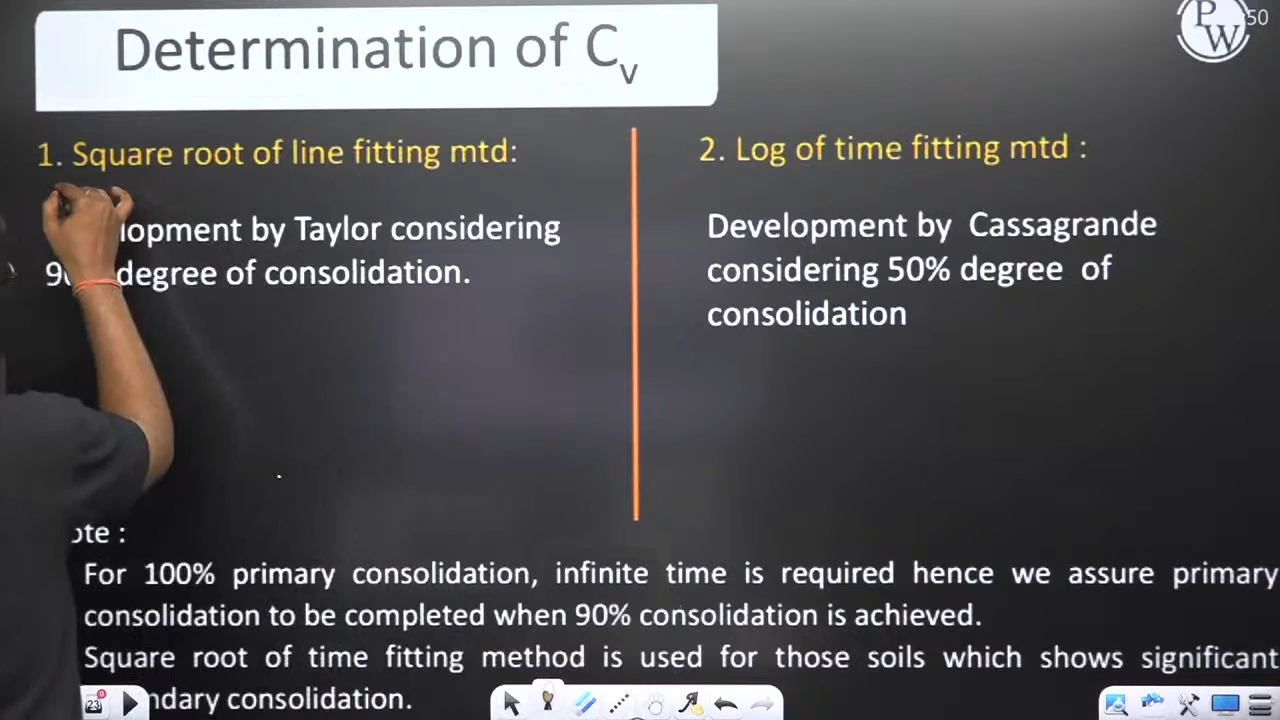 Determination of Cv
PW
50
1. Square root of line fitting mtd:
lopment by Taylor considering
9 degree of consolidation.
2. Log of time fitting mtd :
Development by Cassagrande
considering 50% degree of
consolidation
ote :
For 100% primary consolidation, infinite time is required hence we assure primary
consolidation to be completed when 90% consolidation is achieved.
Square root of time fitting method is used for those soils which shows significant
ndary consolidation.
23